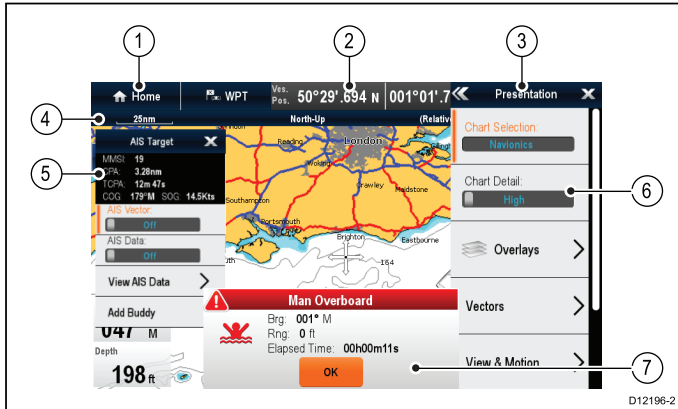 1
2
3
Home
WPT
Ves. Pos. 50°29'.694 N
001°01'.7
Presentation
X
4
25nm
North-Up
(Relativ
5
AIS Target
X
MMSI: 19
CPA: 3.28nm
TCPA: 12m 47s
COG: 179°M SOG: 14.5Kts
AIS Vector:
Off
AIS Data:
Off
View AIS Data
Add Buddy
047 M
Depth
198 ft
Reading
London
Woking
Crawley
Maidstone
Southampton
Portsmouth
Brighton
Eastbourne
164
Chart Selection:
Navionics
Chart Detail:
High
6
Overlays
Vectors
View & Motion
Man Overboard
Brg: 001° M
Rng: 0 ft
Elapsed Time: 00h00m11s
OK
7
D12196-2